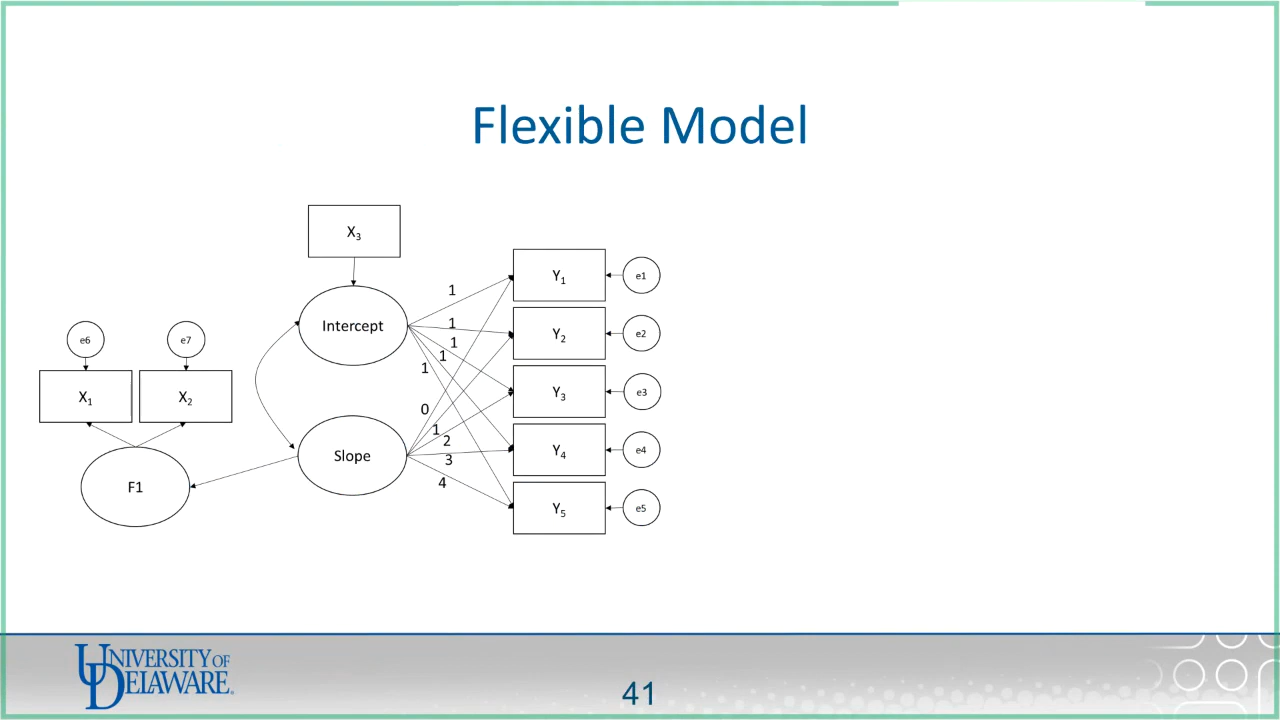 Flexible Model
X3
Y1
e1
1
Intercept
1
Y2
e2
e6
e7
1
1
1
X1
X2
Y3
e3
0
1
2
Slope
3
Y4
e4
4
F1
Y5
e5
UNIVERSITY OF
DELAWARE.
41